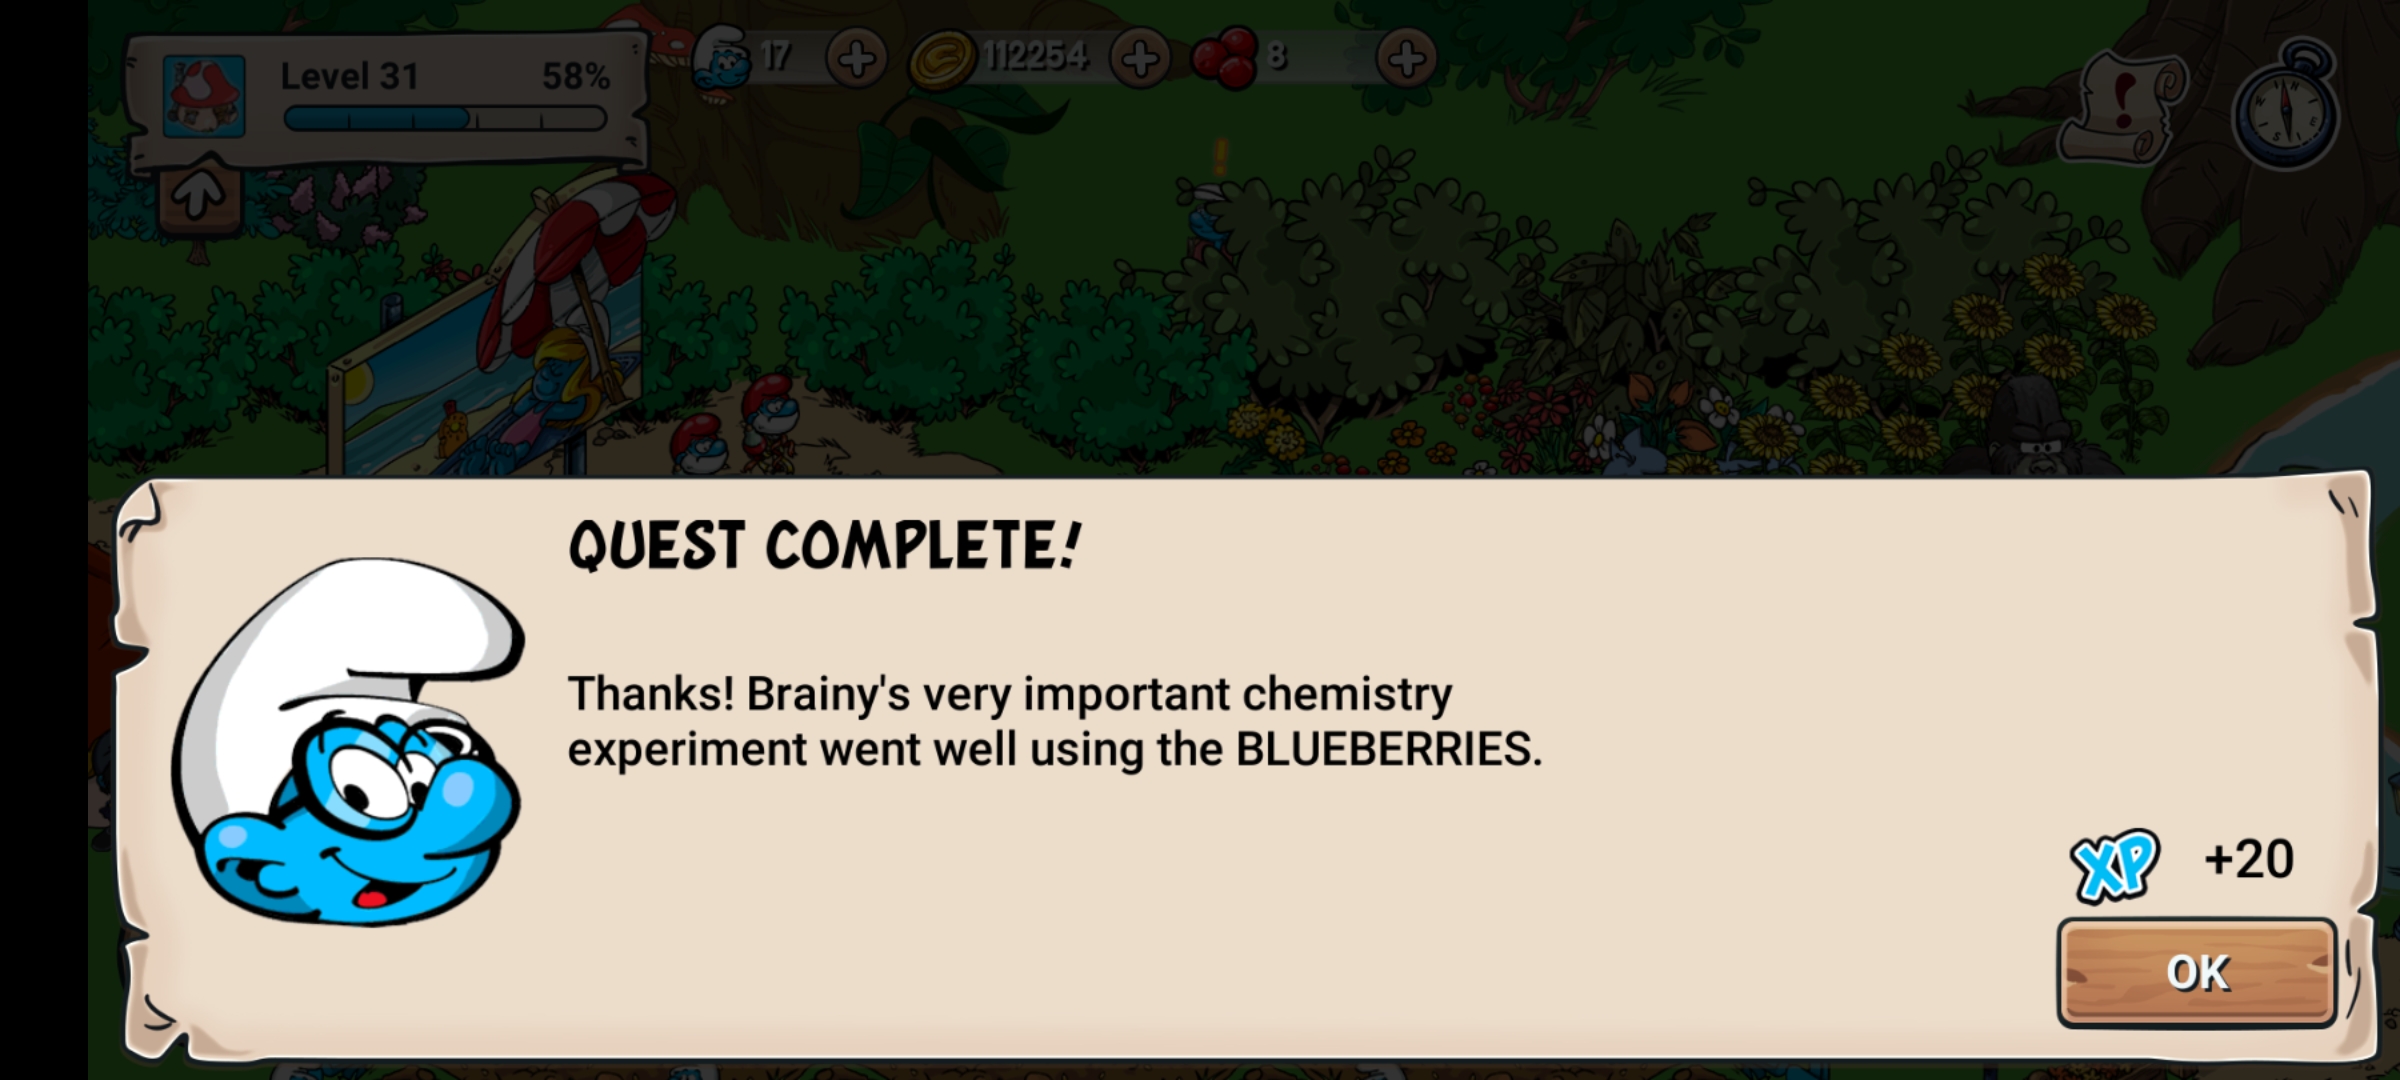 Level 31
58%
17
112254
8
QUEST COMPLETE!
Thanks! Brainy's very important chemistry
experiment went well using the BLUEBERRIES.
XP +20
OK